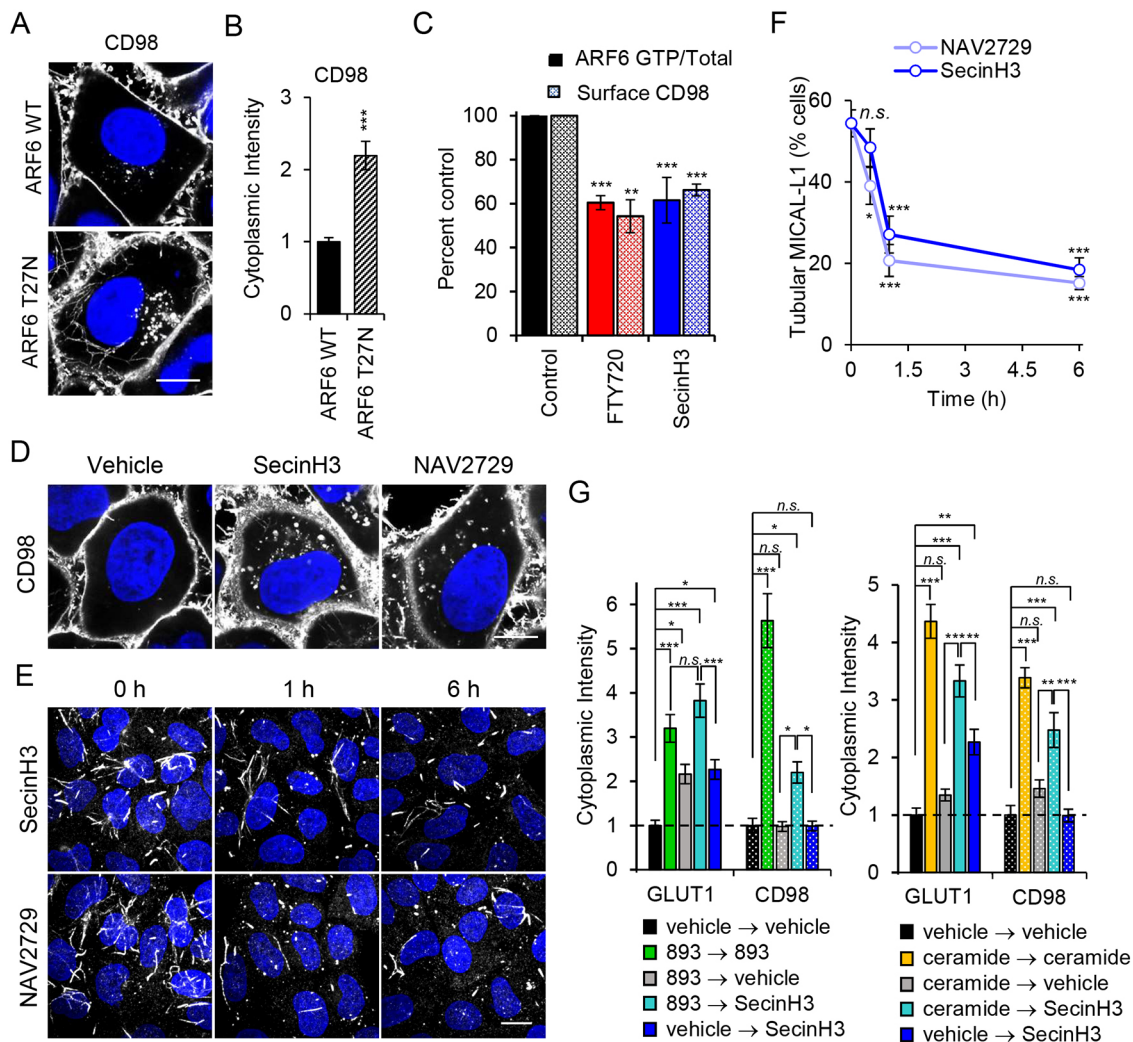 A
CD98
ARF6 WT
ARF6 T27N
B
CD98
Cytoplasmic Intensity
3
2
1
0
***
ARF6 WT
ARF6 T27N
C
ARF6 GTP/Total
Surface CD98
Percent control
100
80
60
40
20
0
***
**
***
***
Control
FTY720
SecinH3
F
NAV2729
SecinH3
Tubular MICAL-L1 (% cells)
60
40
20
0
n.s.
*
***
***
***
***
0
1.5
3
4.5
6
Time (h)
D
Vehicle
SecinH3
NAV2729
CD98
E
0 h
1 h
6 h
SecinH3
NAV2729
G
Cytoplasmic Intensity
6
5
4
3
2
1
0
*
***
*
***
n.s.
***
n.s.
*
n.s.
***
*
*
GLUT1
CD98
vehicle → vehicle
893 → 893
893 → vehicle
893 → SecinH3
vehicle → SecinH3
Cytoplasmic Intensity
5
4
3
2
1
0
**
***
n.s.
***
***
**
n.s.
***
n.s.
***
**
***
GLUT1
CD98
vehicle → vehicle
ceramide → ceramide
ceramide → vehicle
ceramide → SecinH3
vehicle → SecinH3